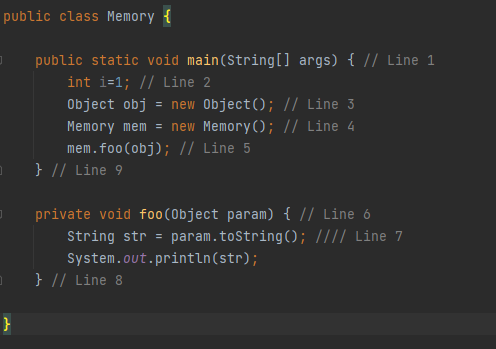 public class Memory {
public static void main(String[] args) { // Line 1
int i=1; // Line 2
Object obj = new Object(); // Line 3
Memory mem = new Memory(); // Line 4
mem.foo(obj); // Line 5
} // Line 9
private void foo(Object param) { // Line 6
String str = param.toString(); //// Line 7
System.out.println(str);
} // Line 8
}